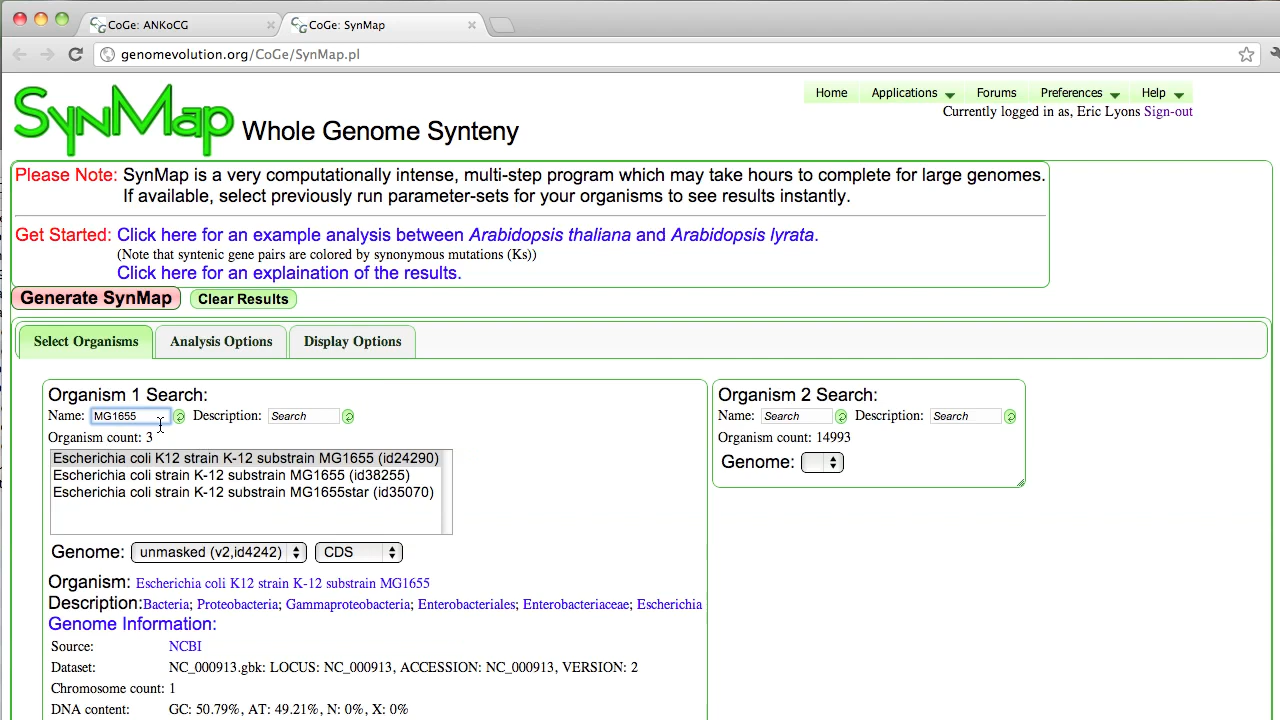 CoGe: ANKoCG
CoGe: SynMap
genomevolution.org/CoGe/SynMap.pl
SynMap Whole Genome Synteny
Home Applications Forums Preferences Help
Currently logged in as, Eric Lyons Sign-out
Please Note: SynMap is a very computationally intense, multi-step program which may take hours to complete for large genomes.
If available, select previously run parameter-sets for your organisms to see results instantly.
Get Started: Click here for an example analysis between Arabidopsis thaliana and Arabidopsis lyrata.
(Note that syntenic gene pairs are colored by synonymous mutations (Ks))
Click here for an explaination of the results.
Generate SynMap Clear Results
Select Organisms Analysis Options Display Options
Organism 1 Search:
Name: MG1655 Description: Search
Organism count: 3
Escherichia coli K12 strain K-12 substrain MG1655 (id24290)
Escherichia coli strain K-12 substrain MG1655 (id38255)
Escherichia coli strain K-12 substrain MG1655star (id35070)
Genome: unmasked (v2,id4242) CDS
Organism: Escherichia coli K12 strain K-12 substrain MG1655
Description:Bacteria; Proteobacteria; Gammaproteobacteria; Enterobacteriales; Enterobacteriaceae; Escherichia
Genome Information:
Source: NCBI
Dataset: NC_000913.gbk: LOCUS: NC_000913, ACCESSION: NC_000913, VERSION: 2
Chromosome count: 1
DNA content: GC: 50.79%, AT: 49.21%, N: 0%, X: 0%
Organism 2 Search:
Name: Search Description: Search
Organism count: 14993
Genome: